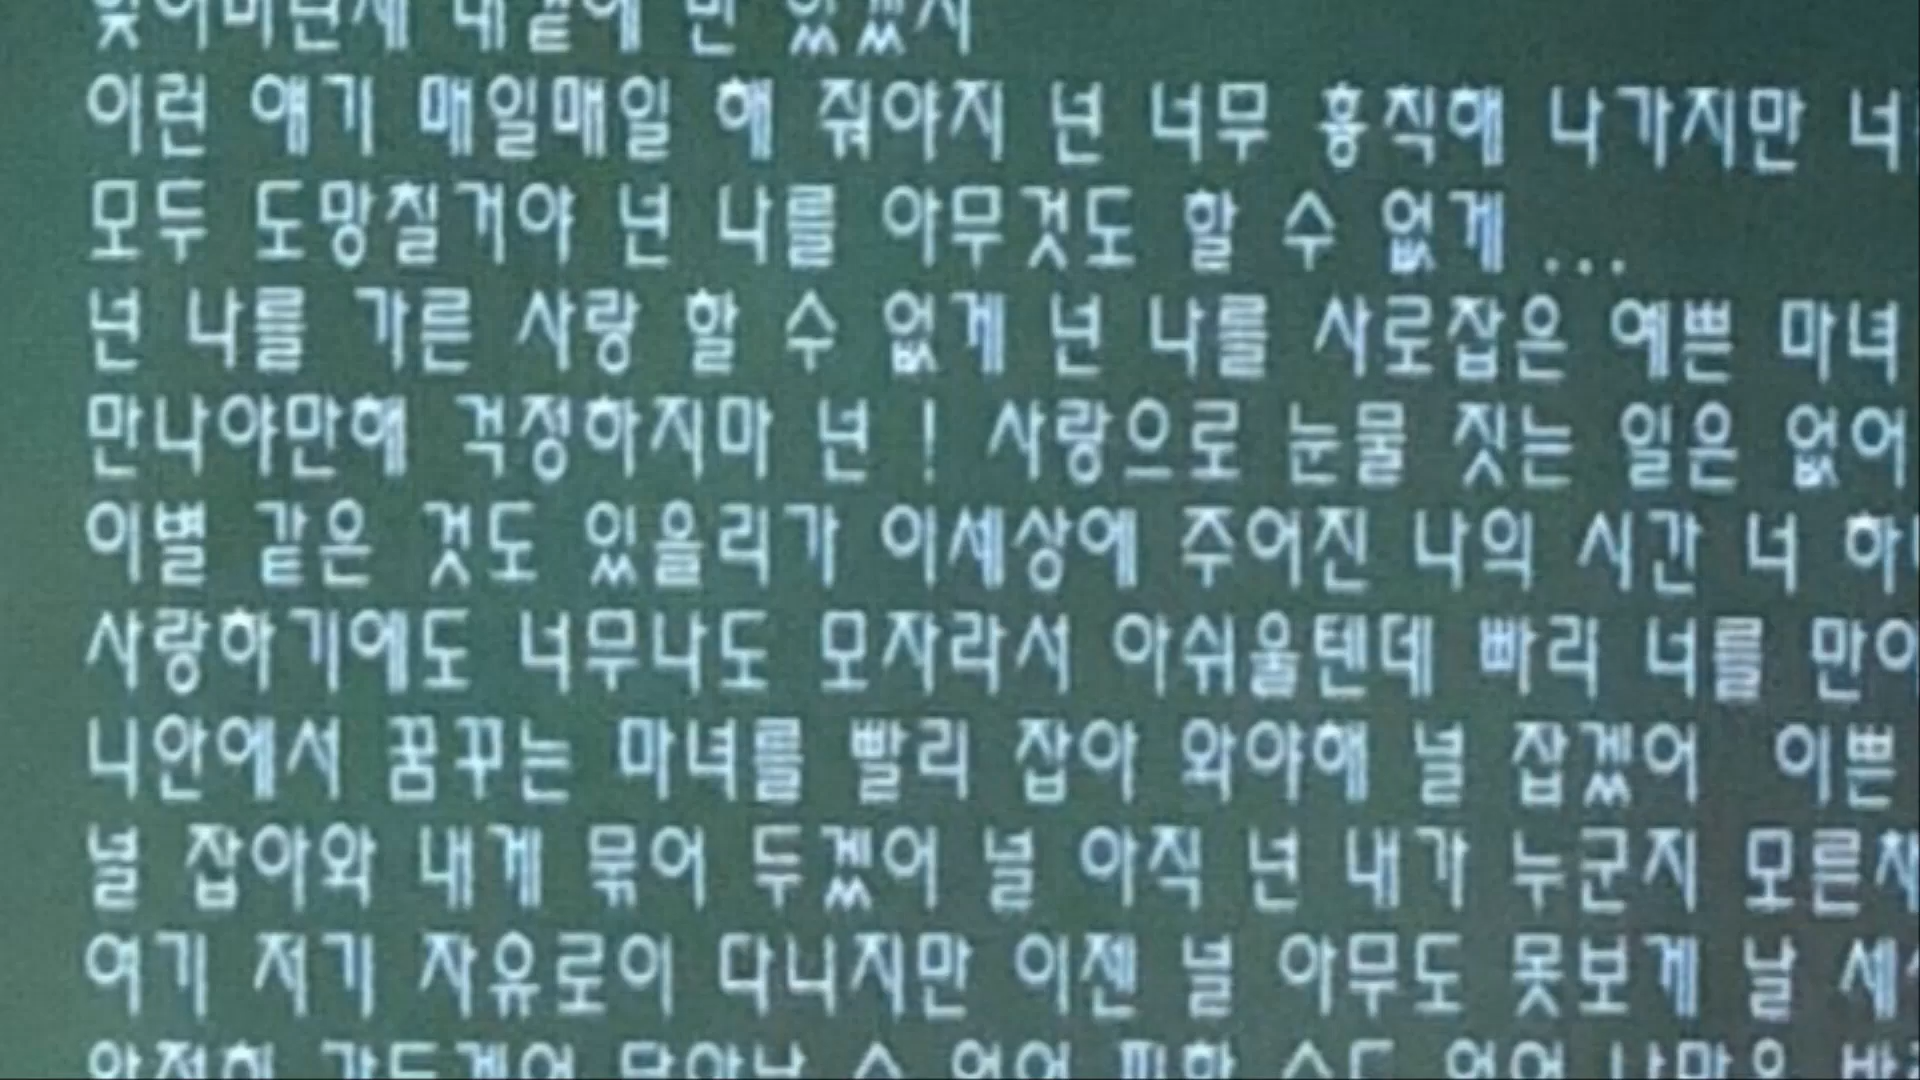 이런 얘기 매일매일 해 줘야지 넌 너무 흉직해 나가지만 너
모두 도망칠거야 넌 나를 아무것도 할 수 없게 ...
넌 나를 가른 사랑 할 수 없게 넌 나를 사로잡은 예쁜 마녀
만나야만해 걱정하지마 넌 ! 사랑으로 눈물 짓는 일은 없어
이별 같은 것도 있을리가 이세상에 주어진 나의 시간 너
사랑하기에도 너무나도 모자라서 아쉬울텐데 빠리 너를
니안에서 꿈꾸는 마녀를 빨리 잡아 와야해 널 잡겠어 이쁜
널 잡아와 내게 묶어 두겠어 널 아직 넌 내가 누군지
여기 저기 자유로이 다니지만 이젠 널 아무도 못보게 날